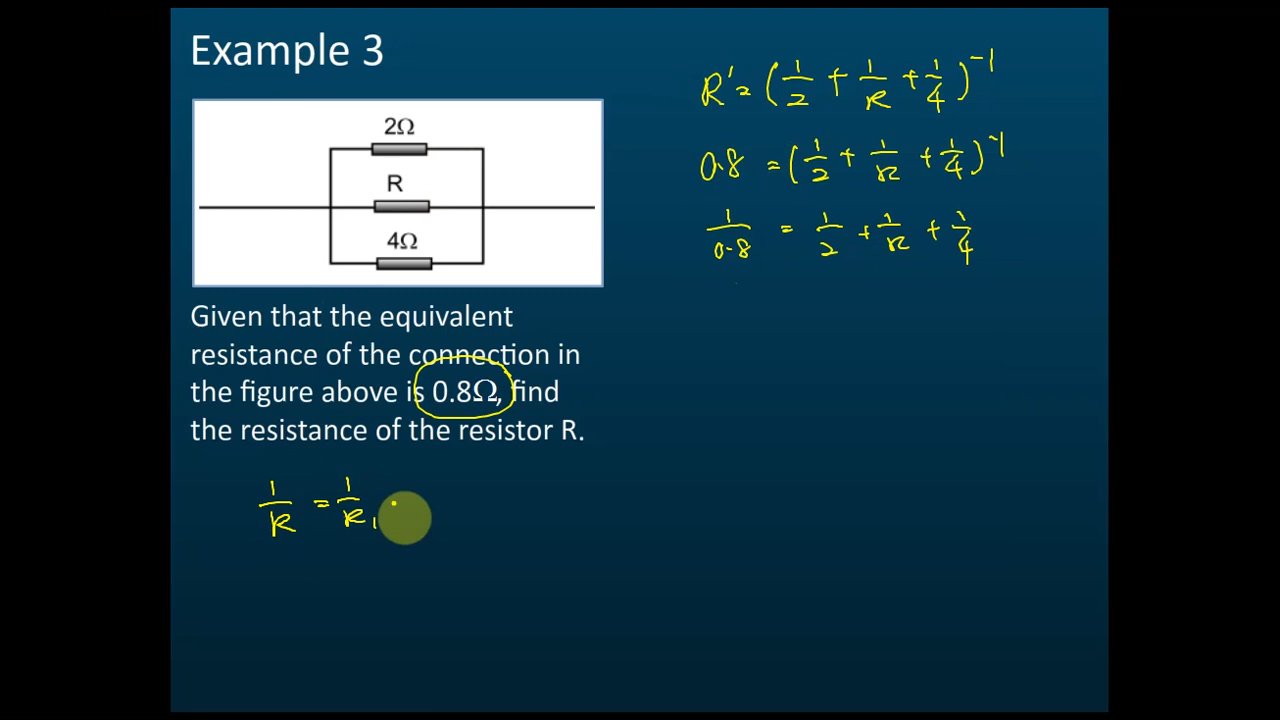 Example 3
2Ω
R
4Ω
Given that the equivalent
resistance of the connection in
the figure above is 0.8Ω, find
the resistance of the resistor R.
1/R = 1/R₁
R' = (1/2 + 1/R + 1/4)⁻¹
0.8 = (1/2 + 1/R + 1/4)⁻¹
1/0.8 = 1/2 + 1/R + 1/4